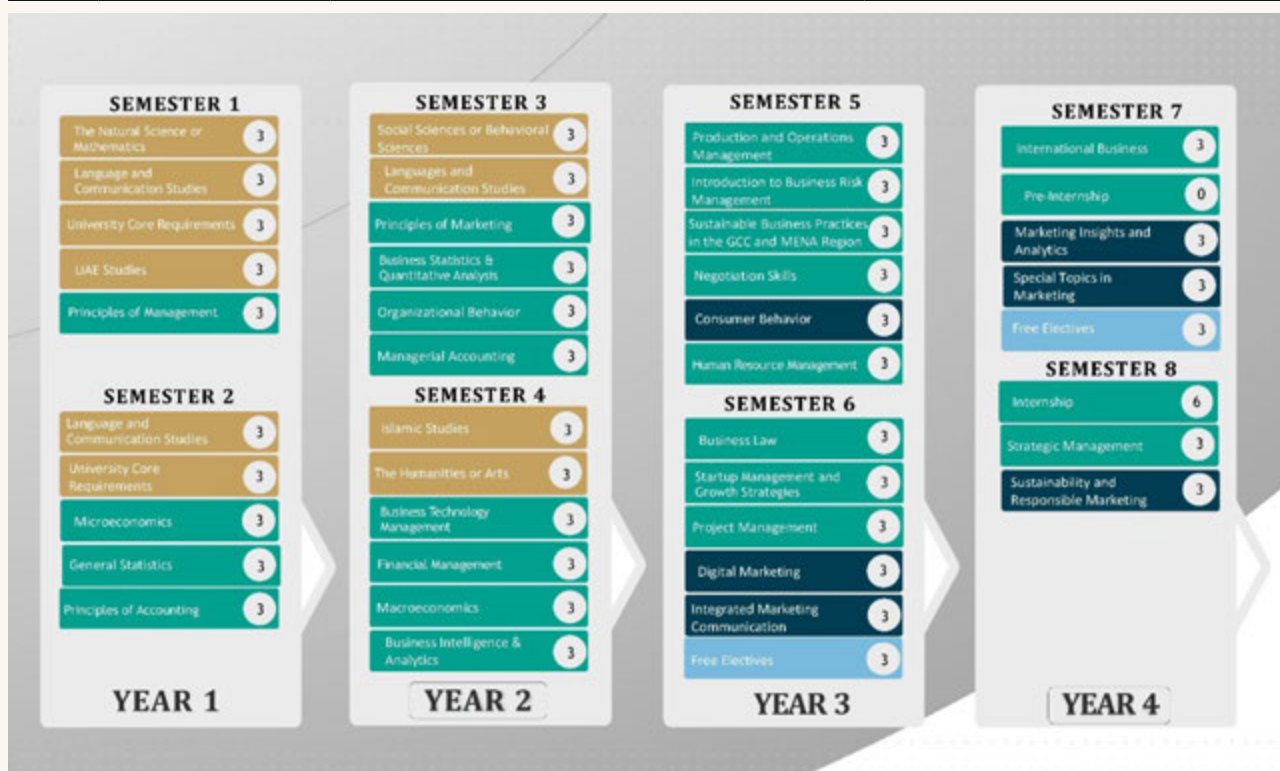 SEMESTER 1
The Natural Science or
Mathematics
3
Language and
Communication Studies
3
University Core Requirements
3
UAE Studies
3
Principles of Management
3
SEMESTER 2
Language and
Communication Studies
3
University Core
Requirements
3
Microeconomics
3
General Statistics
3
Principles of Accounting
3
YEAR 1
SEMESTER 3
Social Sciences or Behavioral
Sciences
3
Languages and
Communication Studies
3
Principles of Marketing
3
Business Statistics &
Quantitative Analysis
3
Organizational Behavior
3
Managerial Accounting
3
SEMESTER 4
Islamic Studies
3
The Humanities or Arts
3
Business Technology
Management
3
Financial Management
3
Macroeconomics
3
Business Intelligence &
Analytics
3
YEAR 2
SEMESTER 5
Production and Operations
Management
3
Introduction to Business Risk
Management
3
Sustainable Business Practices
in the GCC and MENA Region
3
Negotiation Skills
3
Consumer Behavior
3
Human Resource Management
3
SEMESTER 6
Business Law
3
Startup Management and
Growth Strategies
3
Project Management
3
Digital Marketing
3
Integrated Marketing
Communication
3
Free Electives
3
YEAR 3
SEMESTER 7
International Business
3
Pre-Internship
0
Marketing Insights and
Analytics
3
Special Topics in
Marketing
3
Free Electives
3
SEMESTER 8
Internship
6
Strategic Management
3
Sustainability and
Responsible Marketing
3
YEAR 4